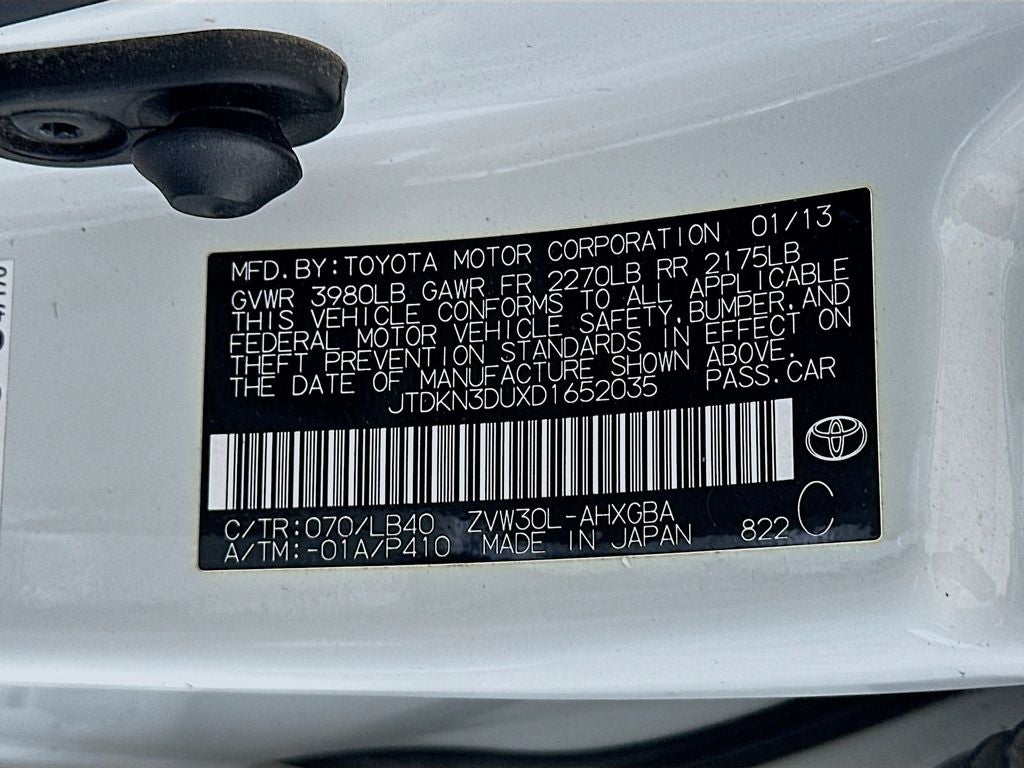 MFD.BY:TOYOTA MOTOR CORPORATION 01/13
GVWR 3980LB GAWR FR 2270LB RR 2175LB
THIS VEHICLE CONFORMS TO ALL APPLICABLE
FEDERAL MOTOR VEHICLE SAFETY,BUMPER,AND
THEFT PREVENTION STANDARDS IN EFFECT ON
THE DATE OF MANUFACTURE SHOWN ABOVE.
JTDKN3DUXD1652035 PASS.CAR
C/TR:070/LB40 ZVW30L-AHXGBA
A/TM:-01A/P410 MADE IN JAPAN 822 C